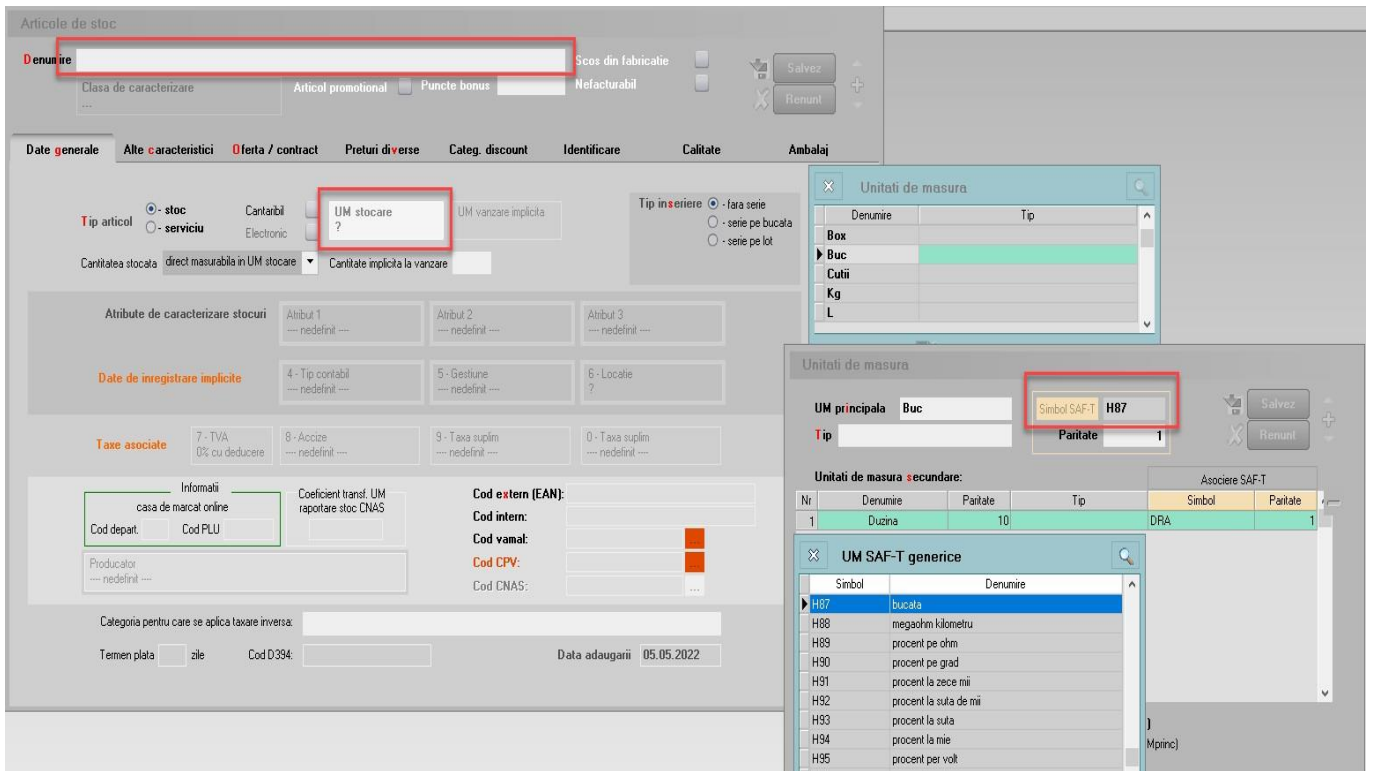 Articole de stoc
Denumire
Scos din fabricatie
Salvez
Clasa de caracterizare
---
Articol promotional
Puncte bonus
Nefacturabil
Renunt
Date generale Alte caracteristici Oferta / contract Preturi diverse Categ. discount Identificare Calitate Ambalaj
Tip articol
- stoc
- serviciu
Cantaribil
Electronic
UM stocare
?
UM vanzare implicita
Tip inseriere
- fara serie
- serie pe bucata
- serie pe lot
Cantitatea stocata direct masurabila in UM stocare Cantitate implicita la vanzare
Atribute de caracterizare stocuri
Atribut 1
---- nedefinit ----
Atribut 2
---- nedefinit ----
Atribut 3
---- nedefinit ----
Date de inregistrare implicite
4 - Tip contabil
---- nedefinit ----
5 - Gestiune
---- nedefinit ----
6 - Locatie
?
Taxe asociate
7 - TVA
0% cu deducere
8 - Accize
---- nedefinit ----
9 - Taxa suplim
---- nedefinit ----
0 - Taxa suplim
---- nedefinit ----
Informatii
casa de marcat online
Cod depart. Cod PLU
Coeficient transf. UM
raportare stoc CNAS
Cod extern (EAN):
Cod intern:
Cod vamal: ...
Cod CPV: ...
Cod CNAS: ...
Producator
---- nedefinit ----
Categoria pentru care se aplica taxare inversa:
Termen plata zile Cod D394: Data adaugarii 05.05.2022
Unitati de masura
Denumire Tip
Box
Buc
Cutii
Kg
L
Unitati de masura
UM principala Buc Simbol SAF-T H87 Salvez
Tip Paritate 1 Renunt
Unitati de masura secundare: Asociere SAF-T
Nr Denumire Paritate Tip Simbol Paritate
1 Duzina 10 DRA 1
UM SAF-T generice
Simbol Denumire
H87 bucata
H88 megaohm kilometru
H89 procent pe ohm
H90 procent pe grad
H91 procent la zece mii
H92 procent la suta de mii
H93 procent la suta
H94 procent la mie
H95 procent per volt
)
Mprinc)